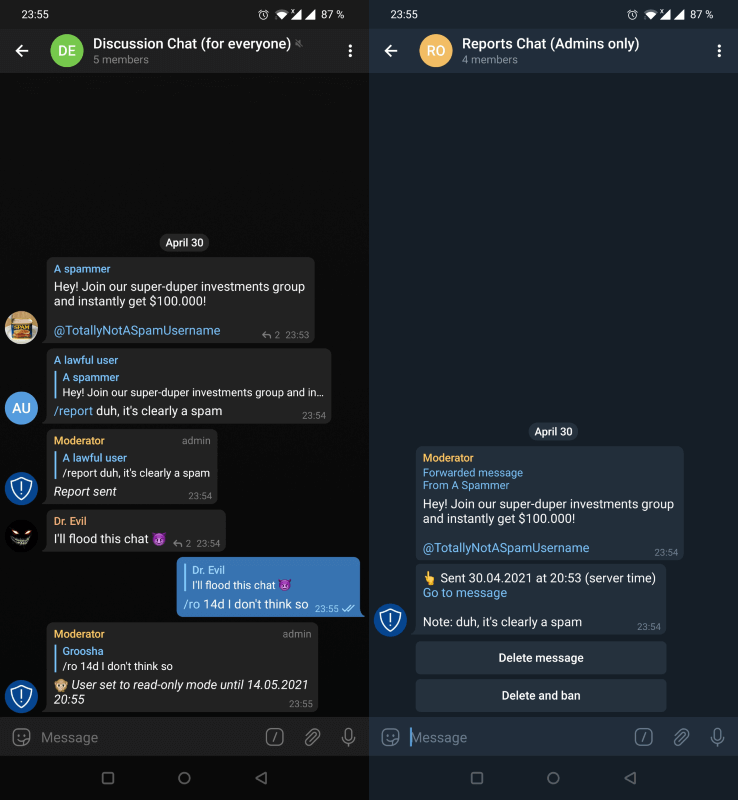 23:55
87 %
DE
Discussion Chat (for everyone)
5 members
April 30
A spammer
Hey! Join our super-duper investments group
and instantly get $100.000!
@TotallyNotASpamUsername
2 23:53
SPAM
A lawful user
A spammer
Hey! Join our super-duper investments group and in...
/report duh, it's clearly a spam
23:54
AU
Moderator
admin
A lawful user
/report duh, it's clearly a spam
Report sent
23:54
Dr. Evil
I'll flood this chat 😈
2 23:54
Dr. Evil
I'll flood this chat 😈
/ro 14d I don't think so
23:55
Moderator
admin
Groosha
/ro 14d I don't think so
🙊 User set to read-only mode until 14.05.2021
20:55
23:55
Message
23:55
87 %
RO
Reports Chat (Admins only)
4 members
April 30
Moderator
Forwarded message
From A Spammer
Hey! Join our super-duper investments group
and instantly get $100.000!
@TotallyNotASpamUsername
23:54
👆 Sent 30.04.2021 at 20:53 (server time)
Go to message
Note: duh, it's clearly a spam
23:54
Delete message
Delete and ban
Message